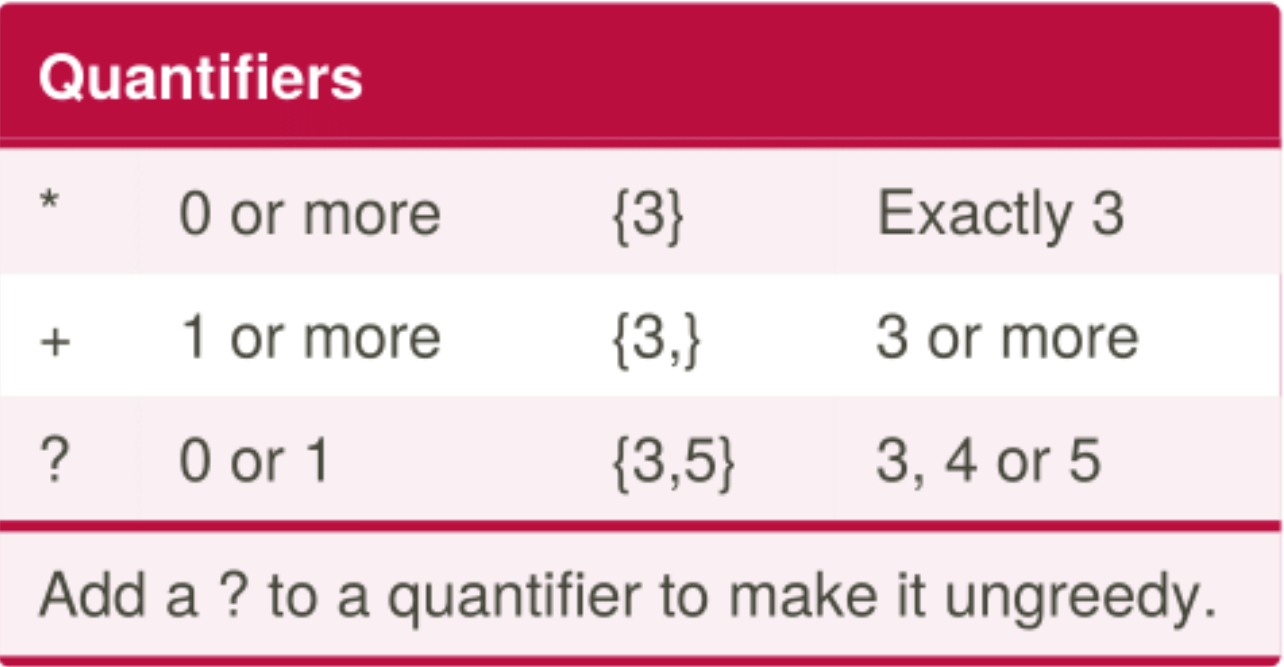 Quantifiers
* 0 or more {3} Exactly 3
+ 1 or more {3,} 3 or more
? 0 or 1 {3,5} 3, 4 or 5
Add a ? to a quantifier to make it ungreedy.